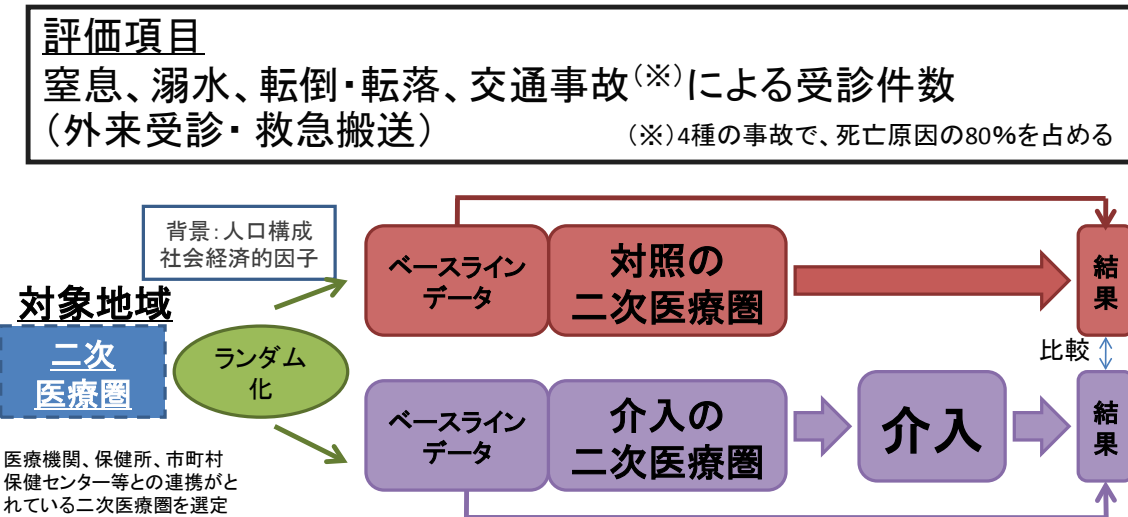 評価項目
窒息、溺水、転倒・転落、交通事故(※)による受診件数
(外来受診・救急搬送)
(※)4種の事故で、死亡原因の80%を占める
背景:人口構成
社会経済的因子
対象地域
二次
医療圏
ランダム
化
医療機関、保健所、市町村
保健センター等との連携がと
れている二次医療圏を選定
ベースライン
データ
対照の
二次医療圏
結
果
比較
ベースライン
データ
介入の
二次医療圏
介入
結
果